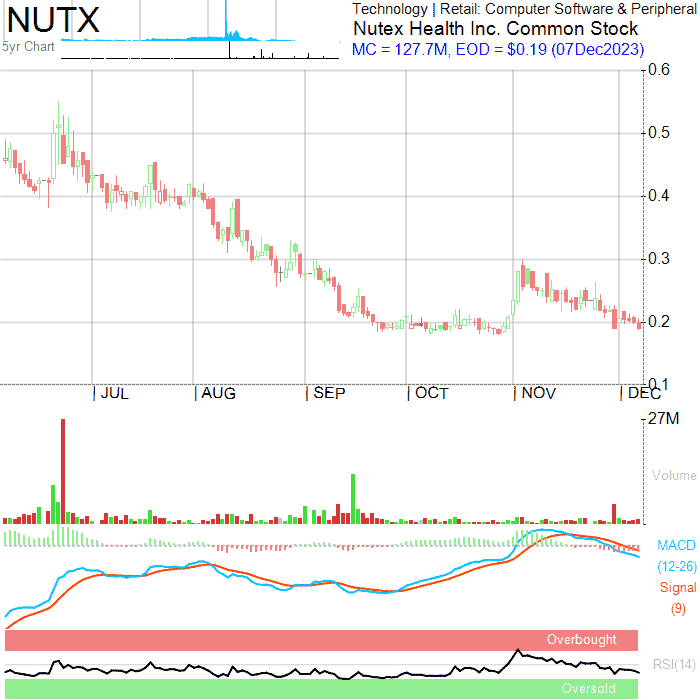 NUTX
5yr Chart
Technology | Retail: Computer Software & Peripheral
Nutex Health Inc. Common Stock
MC = 127.7M, EOD = $0.19 (07Dec2023)
0.6
0.5
0.4
0.3
0.2
0.1
JUL AUG SEP OCT NOV DEC
27M
Volume
MACD
(12-26)
Signal
(9)
Overbought
RSI(14)
Oversold